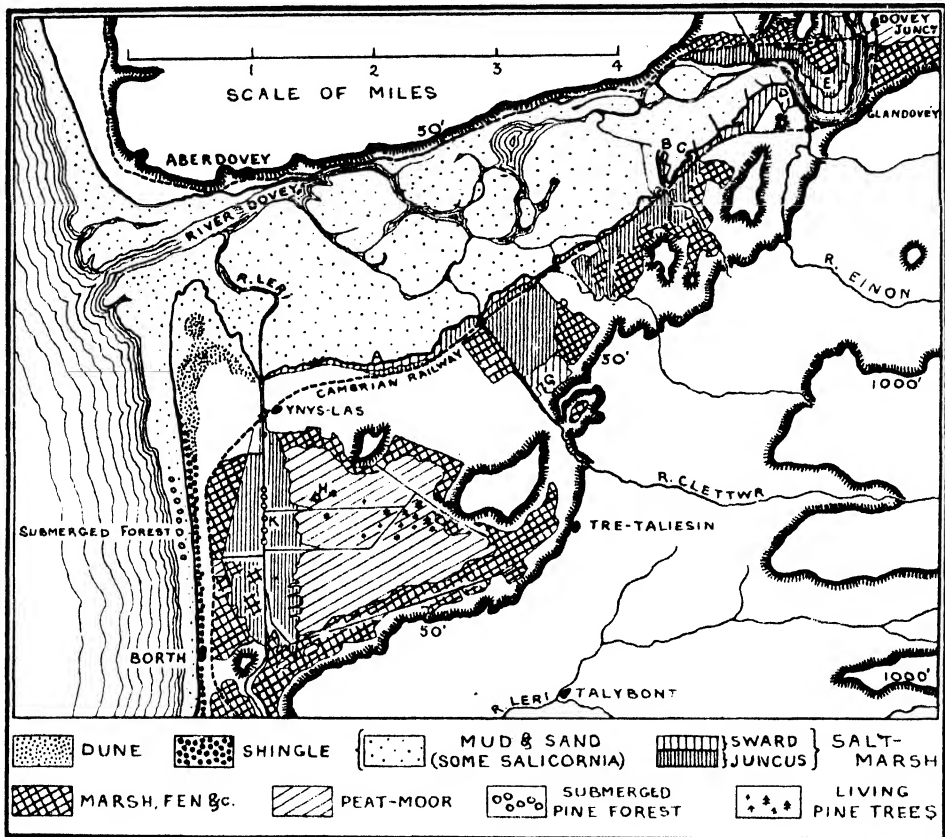 DOVEY
JUNCT
1 2 3 4
SCALE OF MILES
E
D
GLANDOVEY
50'
ABERDOVEY
B C
RIVER DOVEY
R. LERI
R. EINON
A
CAMBRIAN RAILWAY
50'
G
1000'
YNYS-LAS
H
R. CLETTWR
K
SUBMERGED FOREST
TRE-TALIESIN
50'
BORTH
1000'
R. LERI
TALYBONT
DUNE
SHINGLE
MUD & SAND
(SOME SALICORNIA)
SWARD
JUNCUS
SALT-
MARSH
MARSH, FEN &c.
PEAT-MOOR
SUBMERGED
PINE FOREST
LIVING
PINE TREES